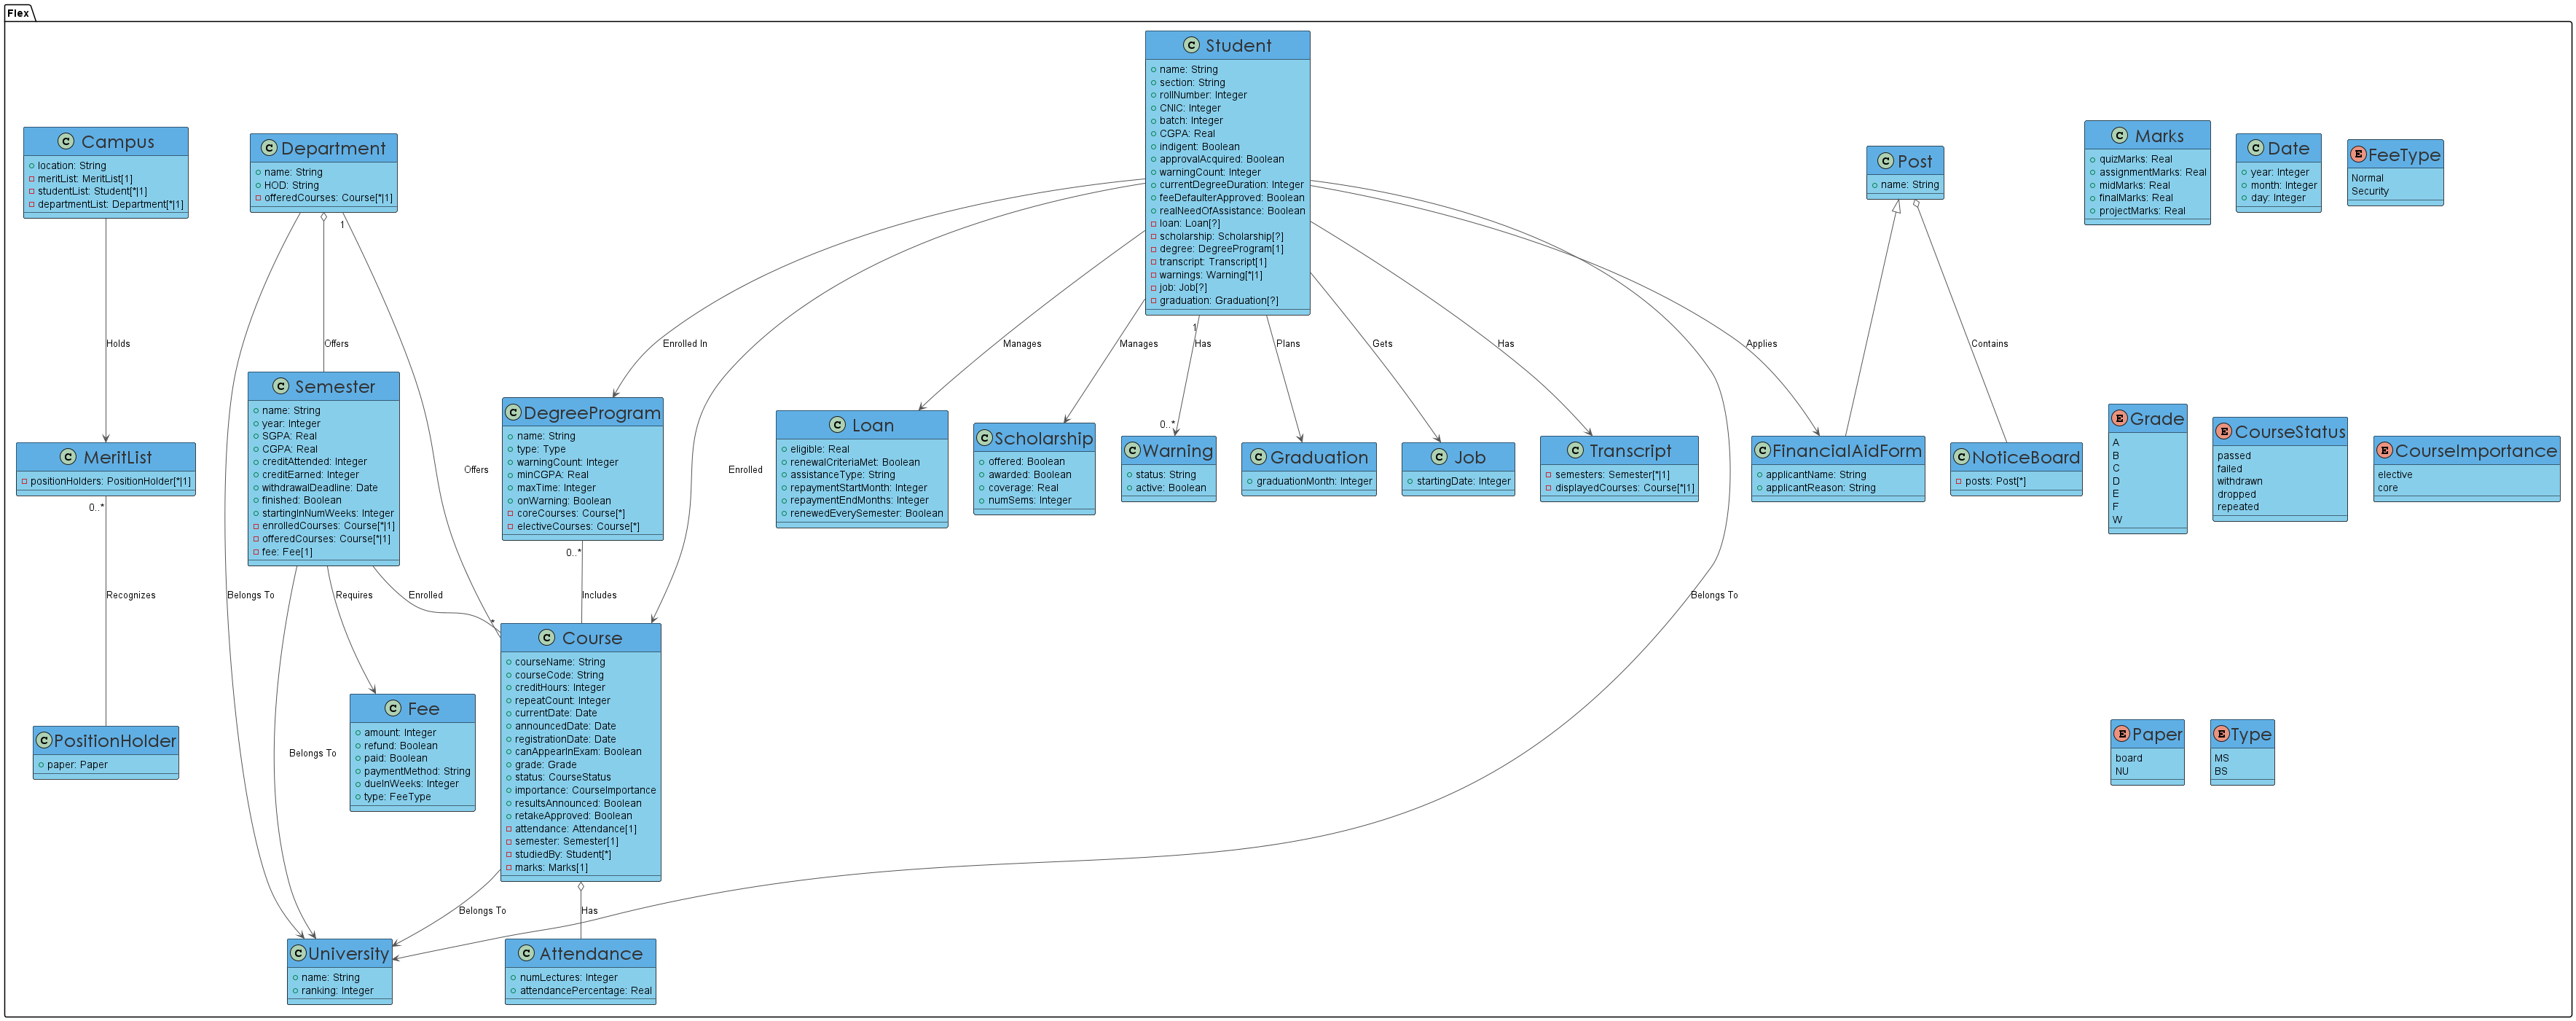 Flex
Student
name: String
section: String
rollNumber: Integer
CNIC: Integer
batch: Integer
CGPA: Real
indigent: Boolean
approvalAcquired: Boolean
warningCount: Integer
currentDegreeDuration: Integer
feeDefaulterApproved: Boolean
realNeedOfAssistance: Boolean
loan: Loan[?]
scholarship: Scholarship[?]
degree: DegreeProgram[1]
transcript: Transcript[1]
warnings: Warning[*|1]
job: Job[?]
graduation: Graduation[?]
Campus
location: String
meritList: MeritList[1]
studentList: Student[*|1]
departmentList: Department[*|1]
Department
name: String
HOD: String
offeredCourses: Course[*|1]
Post
name: String
Marks
quizMarks: Real
assignmentMarks: Real
midMarks: Real
finalMarks: Real
projectMarks: Real
Date
year: Integer
month: Integer
day: Integer
FeeType
Normal
Security
1
1
Holds
Offers
Enrolled In
Manages
Manages
Has
Plans
Gets
Has
Applies
Contains
Semester
name: String
year: Integer
SGPA: Real
CGPA: Real
creditAttended: Integer
creditEarned: Integer
withdrawalDeadline: Date
finished: Boolean
startingInNumWeeks: Integer
enrolledCourses: Course[*|1]
offeredCourses: Course[*|1]
fee: Fee[1]
Offers
DegreeProgram
name: String
type: Type
warningCount: Integer
minCGPA: Real
maxTime: Integer
onWarning: Boolean
coreCourses: Course[*]
electiveCourses: Course[*]
Enrolled
Loan
eligible: Real
renewalCriteriaMet: Boolean
assistanceType: String
repaymentStartMonth: Integer
repaymentEndMonths: Integer
renewedEverySemester: Boolean
Scholarship
offered: Boolean
awarded: Boolean
coverage: Real
numSems: Integer
0..*
Warning
status: String
active: Boolean
Graduation
graduationMonth: Integer
Job
startingDate: Integer
Transcript
semesters: Semester[*|1]
displayedCourses: Course[*|1]
FinancialAidForm
applicantName: String
applicantReason: String
NoticeBoard
posts: Post[*]
Grade
A
B
C
D
E
F
W
CourseStatus
passed
failed
withdrawn
dropped
repeated
CourseImportance
elective
core
MeritList
positionHolders: PositionHolder[*|1]
0..*
0..*
Recognizes
Belongs To
Requires
Enrolled
Includes
Belongs To
*
Course
courseName: String
courseCode: String
creditHours: Integer
repeatCount: Integer
currentDate: Date
announcedDate: Date
registrationDate: Date
canAppearInExam: Boolean
grade: Grade
status: CourseStatus
importance: CourseImportance
resultsAnnounced: Boolean
retakeApproved: Boolean
attendance: Attendance[1]
semester: Semester[1]
studiedBy: Student[*]
marks: Marks[1]
PositionHolder
paper: Paper
Belongs To
Fee
amount: Integer
refund: Boolean
paid: Boolean
paymentMethod: String
dueInWeeks: Integer
type: FeeType
Paper
board
NU
Type
MS
BS
Belongs To
Has
University
name: String
ranking: Integer
Attendance
numLectures: Integer
attendancePercentage: Real